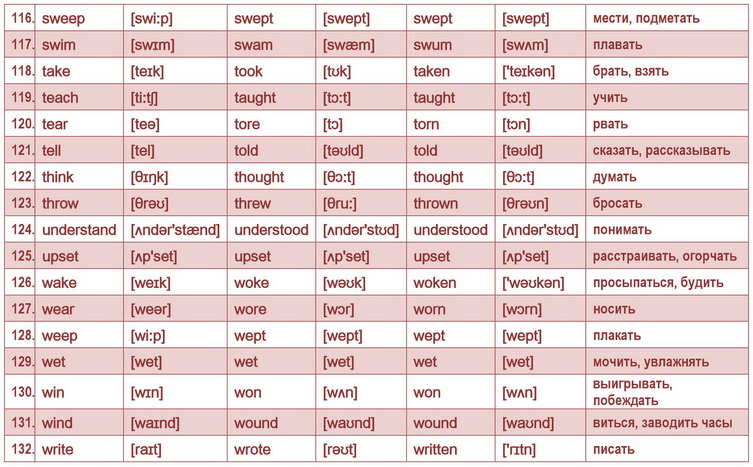 116. sweep [swi:p] swept [swept] swept [swept] мести, подметать
117. swim [swɪm] swam [swæm] swum [swʌm] плавать
118. take [teɪk] took [tʊk] taken ['teɪkən] брать, взять
119. teach [ti:tʃ] taught [tɔ:t] taught [tɔ:t] учить
120. tear [teə] tore [tɔ] torn [tɔn] рвать
121. tell [tel] told [təʊld] told [təʊld] сказать, рассказывать
122. think [θɪŋk] thought [θɔ:t] thought [θɔ:t] думать
123. throw [θrəʊ] threw [θru:] thrown [θrəʊn] бросать
124. understand [ʌndər'stænd] understood [ʌndər'stʊd] understood [ʌndər'stʊd] понимать
125. upset [ʌp'set] upset [ʌp'set] upset [ʌp'set] расстраивать, огорчать
126. wake [weɪk] woke [wəʊk] woken ['wəʊkən] просыпаться, будить
127. wear [weər] wore [wɔr] worn [wɔrn] носить
128. weep [wi:p] wept [wept] wept [wept] плакать
129. wet [wet] wet [wet] wet [wet] мочить, увлажнять
130. win [wɪn] won [wʌn] won [wʌn] выигрывать,
побеждать
131. wind [waɪnd] wound [waʊnd] wound [waʊnd] виться, заводить часы
132. write [raɪt] wrote [rəʊt] written ['rɪtn] писать